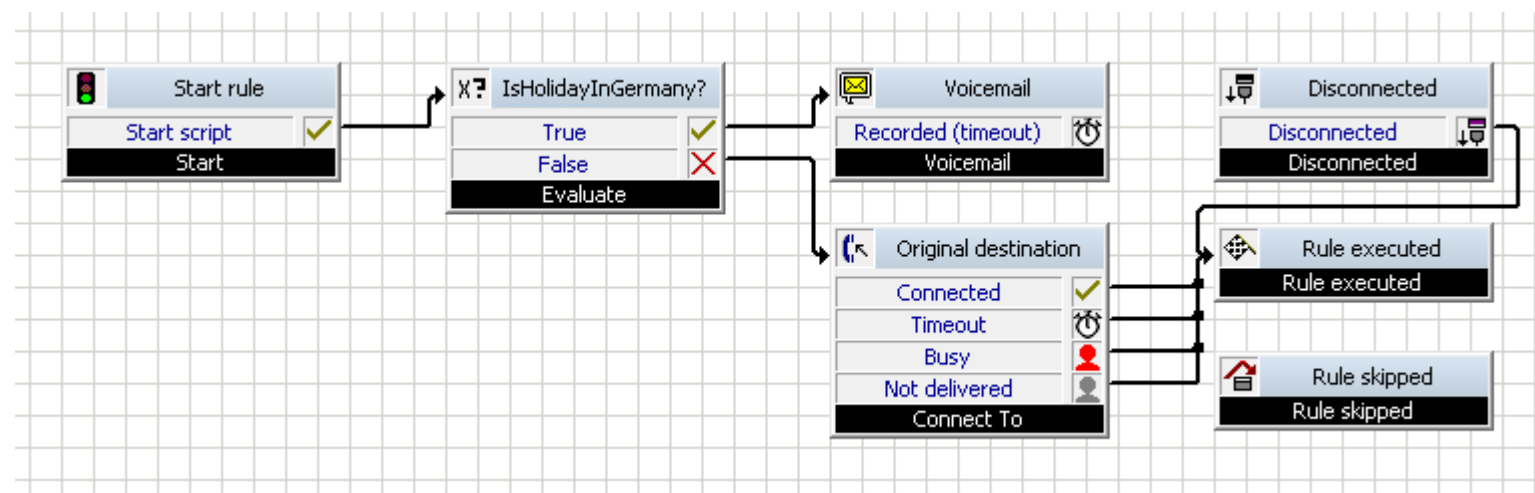 Start rule
Start script
Start
X? IsHolidayInGermany?
True
False
Evaluate
Voicemail
Recorded (timeout)
Voicemail
Original destination
Connected
Timeout
Busy
Not delivered
Connect To
Disconnected
Disconnected
Disconnected
Rule executed
Rule executed
Rule skipped
Rule skipped